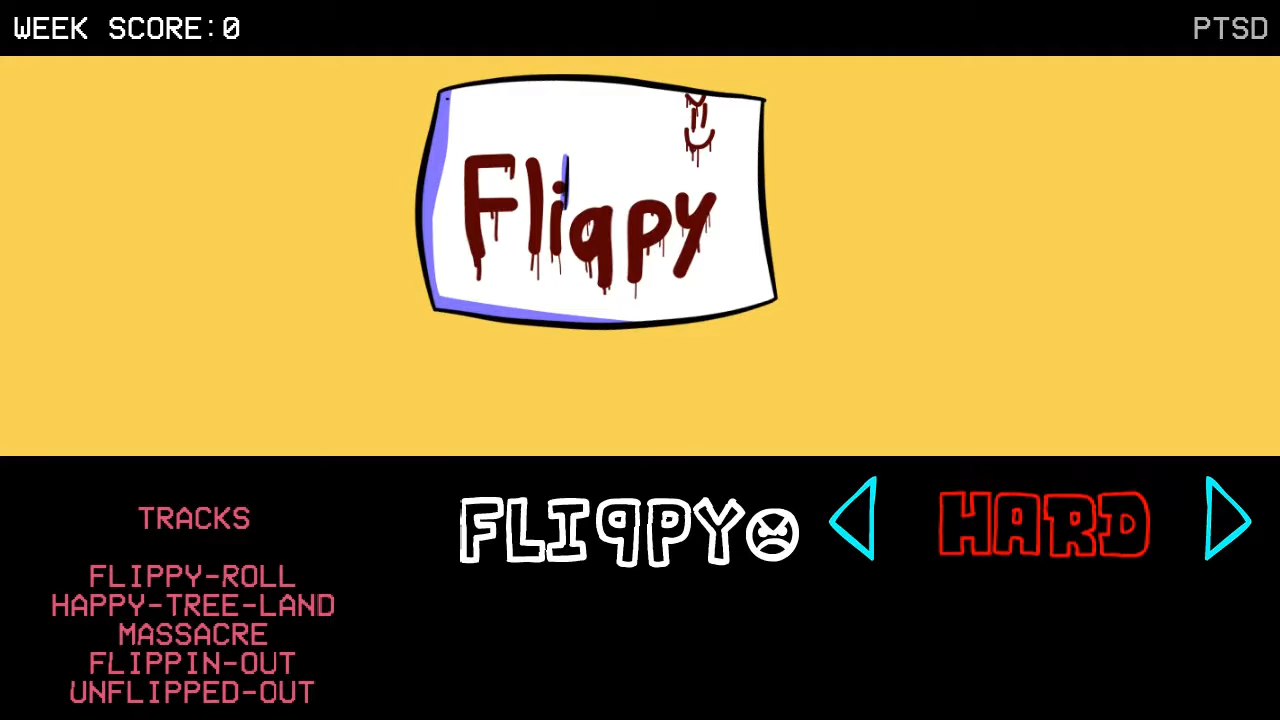 WEEK SCORE:0
PTSD
Fliqpy
FLIQPY
HARD
TRACKS
FLIPPY-ROLL
HAPPY-TREE-LAND
MASSACRE
FLIPPIN-OUT
UNFLIPPED-OUT